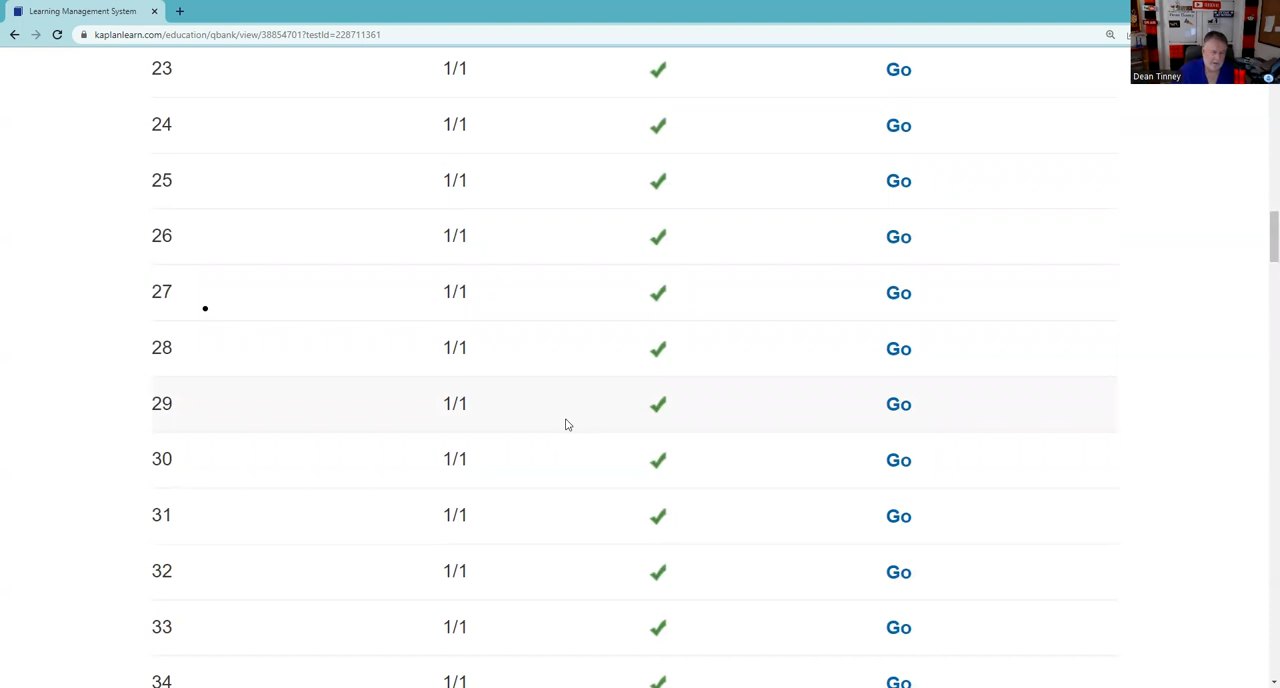 Learning Management System
kaplanlearn.com/education/qbank/view/38854701?testId=228711361
Dean Tinney
23 1/1 Go
24 1/1 Go
25 1/1 Go
26 1/1 Go
27 1/1 Go
28 1/1 Go
29 1/1 Go
30 1/1 Go
31 1/1 Go
32 1/1 Go
33 1/1 Go
34 1/1 Go